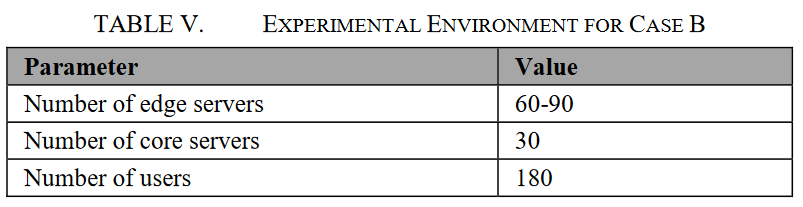 TABLE V. EXPERIMENTAL ENVIRONMENT FOR CASE B
Parameter Value
Number of edge servers 60-90
Number of core servers 30
Number of users 180